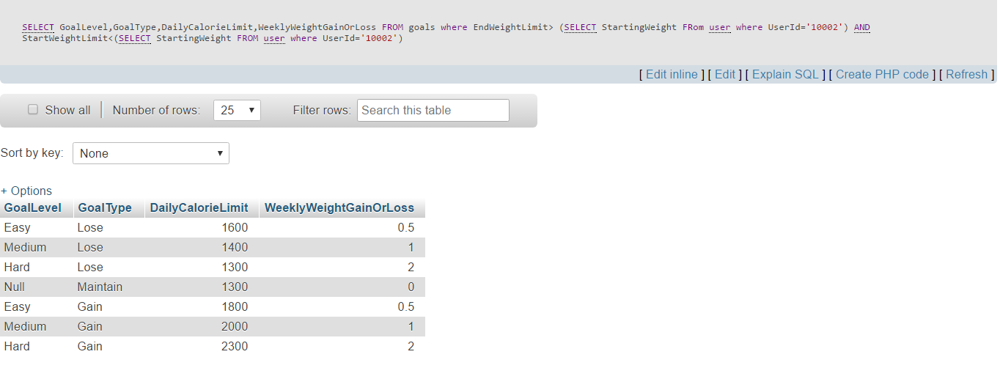 SELECT GoalLevel,GoalType,DailyCalorieLimit,WeeklyWeightGainOrLoss FROM goals where EndWeightLimit> (SELECT StartingWeight FRom user where UserId='10002') AND
StartWeightLimit<(SELECT StartingWeight FROM user where UserId='10002')
[ Edit inline ] [ Edit ] [ Explain SQL ] [ Create PHP code ] [ Refresh ]
Show all Number of rows: 25 Filter rows: Search this table
Sort by key: None
+ Options
GoalLevel GoalType DailyCalorieLimit WeeklyWeightGainOrLoss
Easy Lose 1600 0.5
Medium Lose 1400 1
Hard Lose 1300 2
Null Maintain 1300 0
Easy Gain 1800 0.5
Medium Gain 2000 1
Hard Gain 2300 2